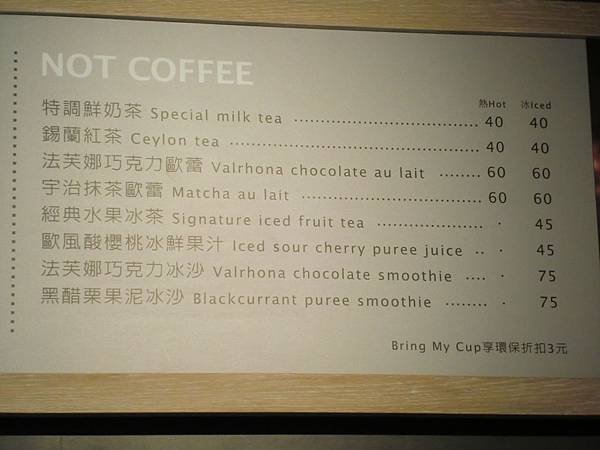 NOT COFFEE
熱Hot 冰Iced
特調鮮奶茶 Special milk tea .................................. 40 40
錫蘭紅茶 Ceylon tea .............................................. 40 40
法芙娜巧克力歐蕾 Valrhona chocolate au lait ........ 60 60
宇治抹茶歐蕾 Matcha au lait .................................. 60 60
經典水果冰茶 Signature iced fruit tea ................... · 45
歐風酸櫻桃冰鮮果汁 Iced sour cherry puree juice .. · 45
法芙娜巧克力冰沙 Valrhona chocolate smoothie .... · 75
黑醋栗果泥冰沙 Blackcurrant puree smoothie ........ · 75
Bring My Cup享環保折扣3元